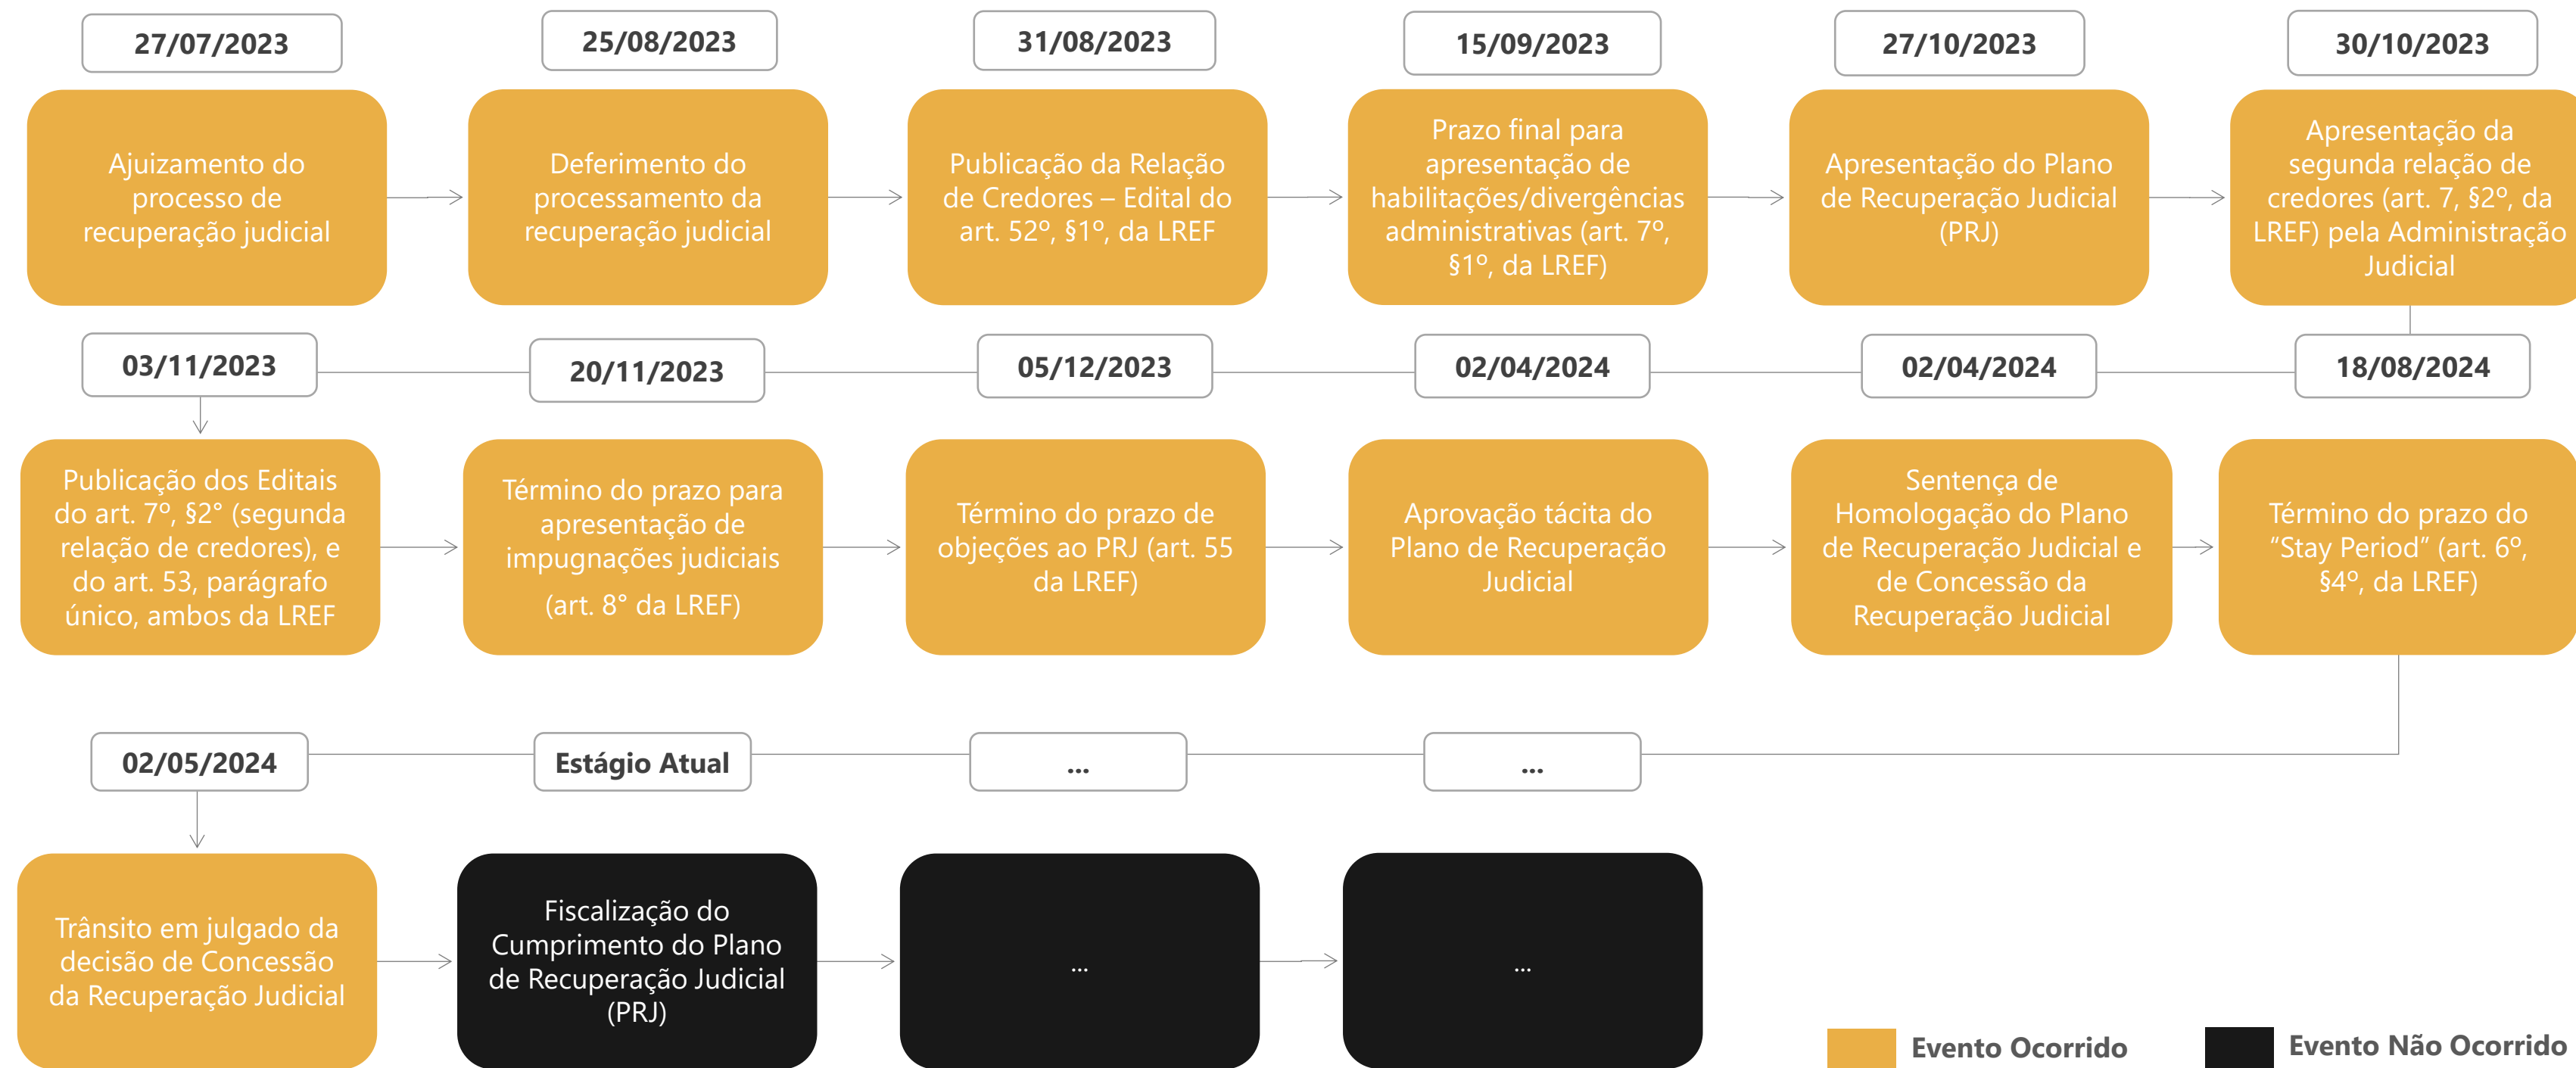 27/07/2023
25/08/2023
31/08/2023
15/09/2023
27/10/2023
30/10/2023
Ajuizamento do
processo de
recuperação judicial
Deferimento do
processamento da
recuperação judicial
Publicação da Relação
de Credores – Edital do
art. 52º, §1º, da LREF
Prazo final para
apresentação de
habilitações/divergências
administrativas (art. 7º,
§1º, da LREF)
Apresentação do Plano
de Recuperação Judicial
(PRJ)
Apresentação da
segunda relação de
credores (art. 7, §2º, da
LREF) pela Administração
Judicial
03/11/2023
20/11/2023
05/12/2023
02/04/2024
02/04/2024
18/08/2024
Publicação dos Editais
do art. 7º, §2° (segunda
relação de credores), e
do art. 53, parágrafo
único, ambos da LREF
Término do prazo para
apresentação de
impugnações judiciais
(art. 8° da LREF)
Término do prazo de
objeções ao PRJ (art. 55
da LREF)
Aprovação tácita do
Plano de Recuperação
Judicial
Sentença de
Homologação do Plano
de Recuperação Judicial e
de Concessão da
Recuperação Judicial
Término do prazo do
“Stay Period” (art. 6º,
§4º, da LREF)
02/05/2024
Estágio Atual
...
...
Trânsito em julgado da
decisão de Concessão
da Recuperação Judicial
Fiscalização do
Cumprimento do Plano
de Recuperação Judicial
(PRJ)
...
...
Evento Ocorrido
Evento Não Ocorrido